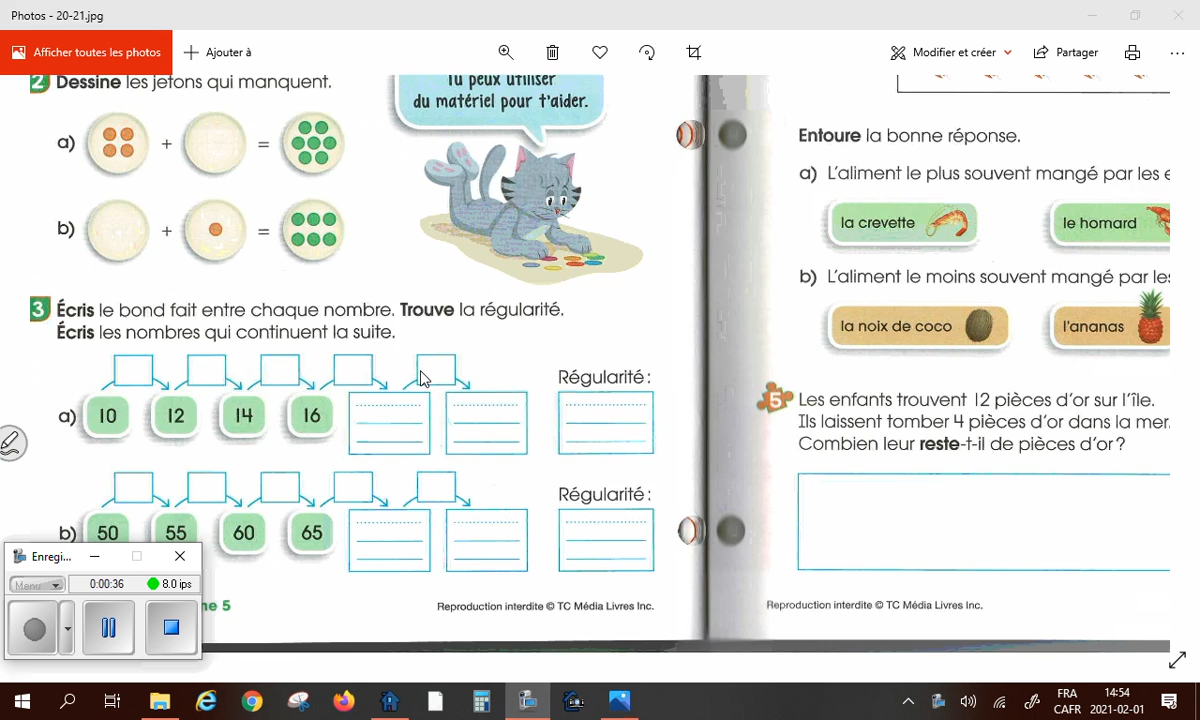 Photos - 20-21.jpg
Afficher toutes les photos
Ajouter à
Modifier et créer
Partager
2 Dessine les jetons qui manquent.
Tu peux utiliser
du matériel pour t'aider.
a) + =
b) + =
3 Écris le bond fait entre chaque nombre. Trouve la régularité.
Écris les nombres qui continuent la suite.
Régularité :
a) 10 12 14 16
Régularité :
b) 50 55 60 65
Reproduction interdite © TC Média Livres Inc.
Entoure la bonne réponse.
a) L'aliment le plus souvent mangé par les
la crevette
le homard
b) L'aliment le moins souvent mangé par les
la noix de coco
l'ananas
5 Les enfants trouvent 12 pièces d'or sur l'île.
Ils laissent tomber 4 pièces d'or dans la mer.
Combien leur reste-t-il de pièces d'or ?
Reproduction interdite © TC Média Livres Inc.
Enregi...
Menu
0:00:36
8.0 ips
5
FRA
CAFR
14:54
2021-02-01